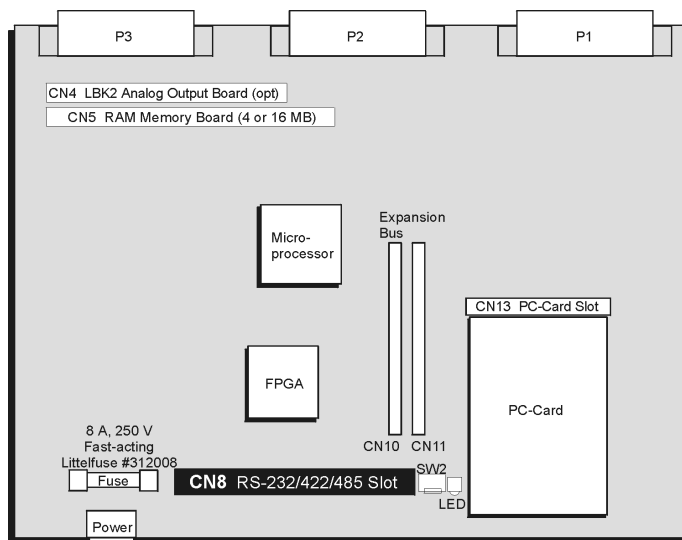 P3
P2
P1
CN4 LBK2 Analog Output Board (opt)
CN5 RAM Memory Board (4 or 16 MB)
Expansion
Bus
Micro-
processor
CN13 PC-Card Slot
FPGA
PC-Card
8 A, 250 V
Fast-acting
Littelfuse #312008
Fuse
CN10
CN11
CN8 RS-232/422/485 Slot
SW2
LED
Power